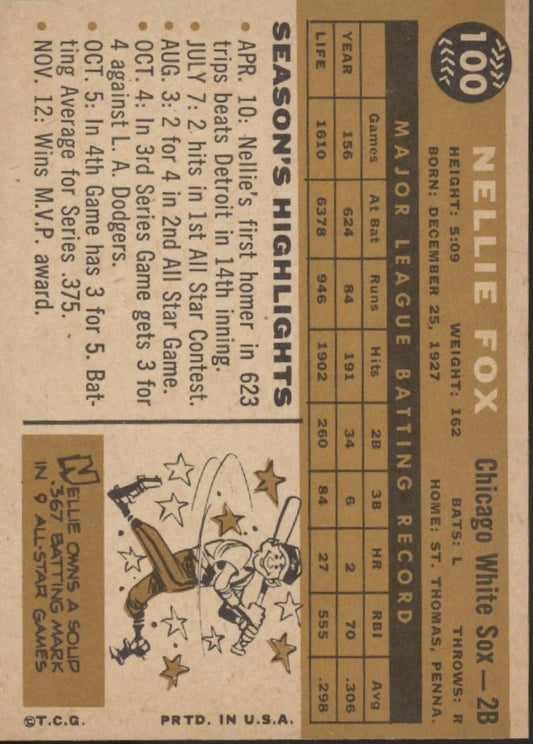 100
NELLIE FOX Chicago White Sox — 2B
HEIGHT: 5:09 WEIGHT: 162 BATS: L THROWS: R
BORN: DECEMBER 25, 1927 HOME: ST. THOMAS, PENNA.
MAJOR LEAGUE BATTING RECORD
Games At Bat Runs Hits 2B 3B HR RBI Avg
YEAR 156 624 84 191 34 6 2 70 .306
LIFE 1610 6378 946 1902 260 84 27 555 .298
SEASON'S HIGHLIGHTS
• APR. 10: Nellie's first homer in 623
trips beats Detroit in 14th inning.
• JULY 7: 2 hits in 1st All Star Contest.
• AUG. 3: 2 for 4 in 2nd All Star Game.
• OCT. 4: In 3rd Series Game gets 3 for
4 against L. A. Dodgers.
• OCT. 5: In 4th Game has 3 for 5. Bat-
ting Average for Series .375.
• NOV. 12: Wins M.V.P. award.
NELLIE OWNS A SOLID
.367 BATTING MARK
IN 9 ALL-STAR GAMES
©T.C.G. PRTD. IN U.S.A.